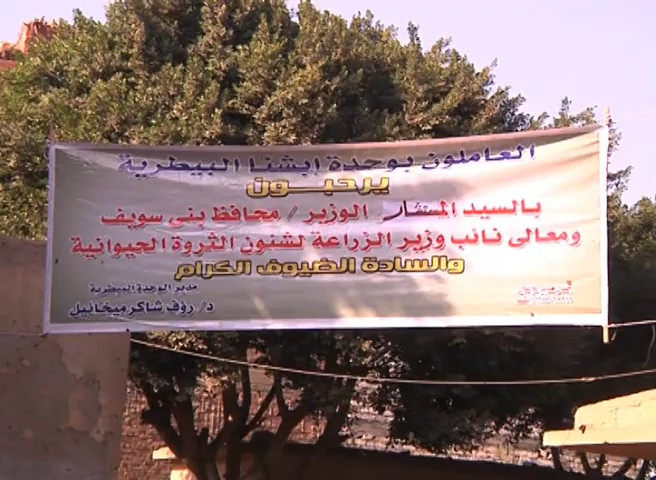 العاملون بوحدة إبشنا البيطرية
يرحبون
بالسيد المستشار الوزير / محافظ بنى سويف
ومعالى نائب وزير الزراعة لشئون الثروة الحيوانية
والسادة الضيوف الكرام
مدير الوحدة البيطرية
د/ رؤف شاكر ميخائيل